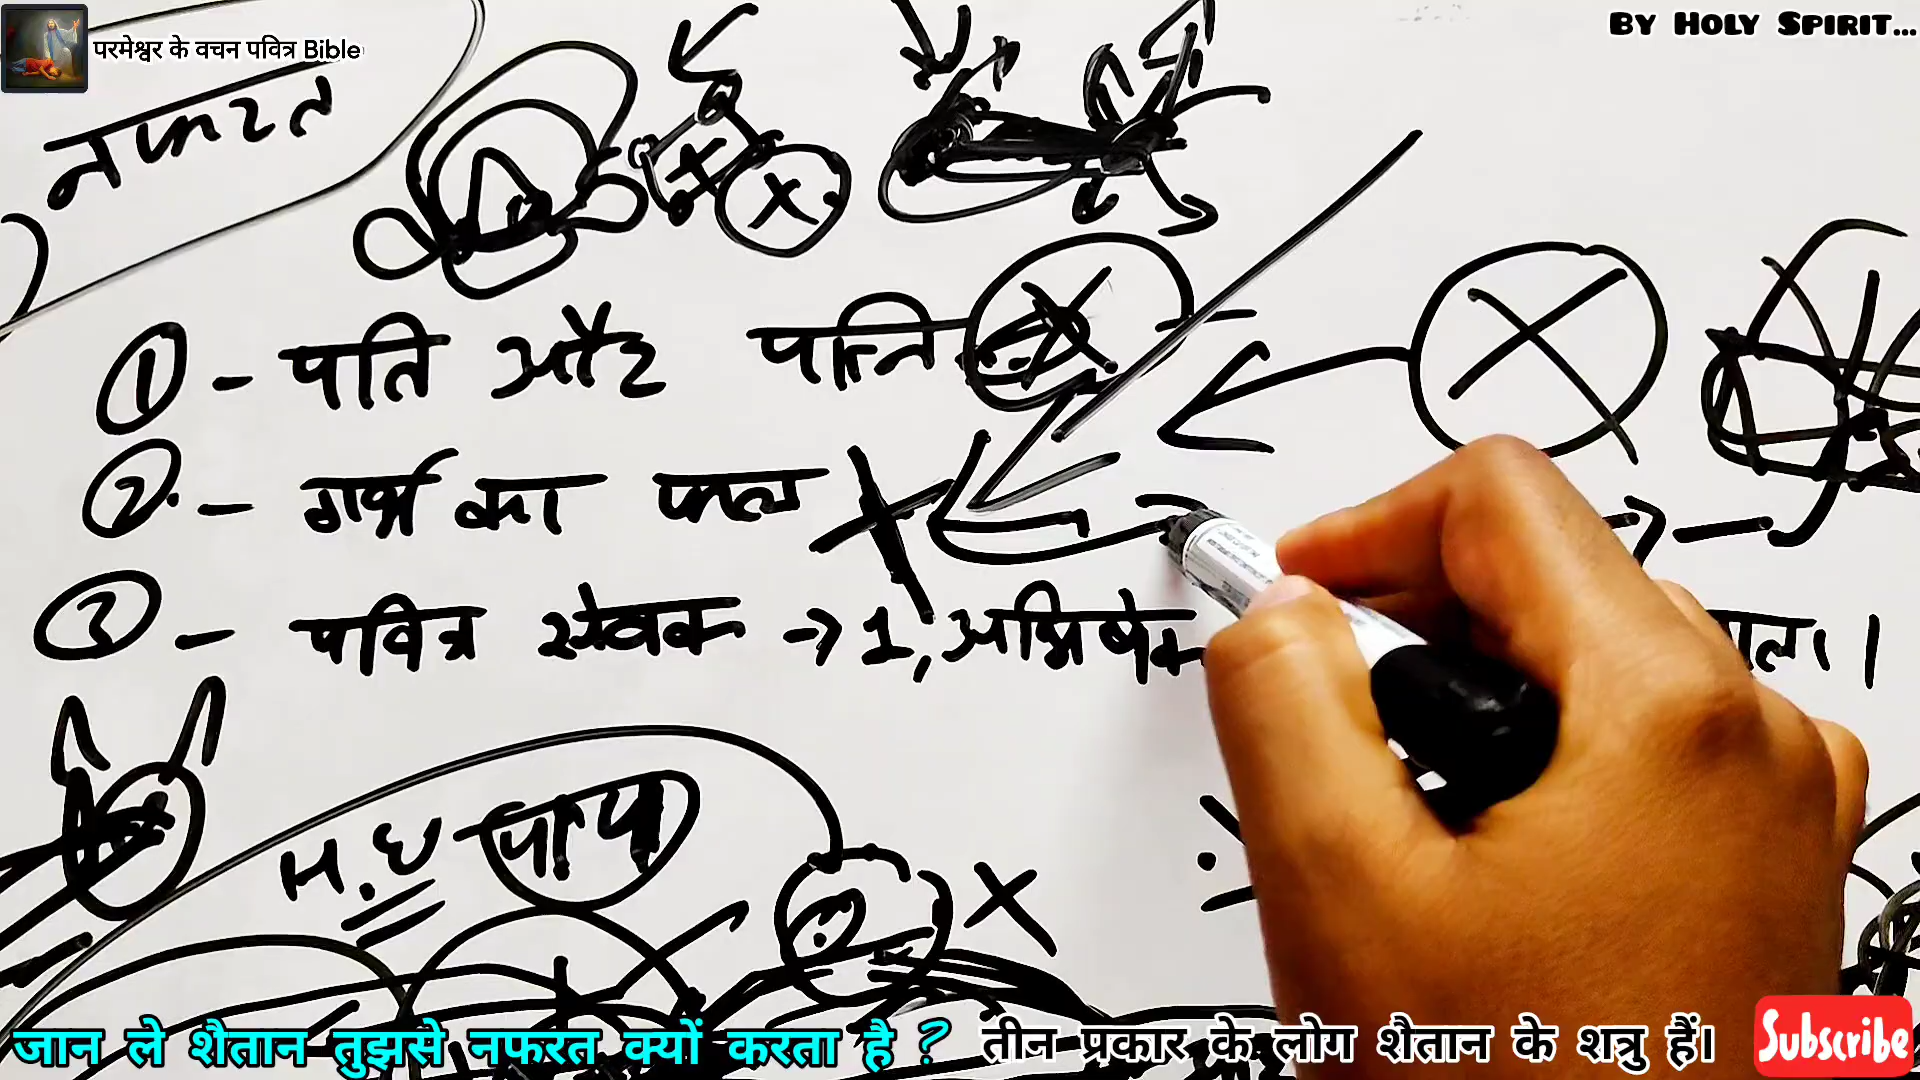 परमेश्वर के वचन पवित्र Bible
By Holy Spirit...
नफरत
① - पति और पत्नि
② - गर्भ का फल
③ - पवित्र सेवक → 1, अभिषेक
म.ध - पाप
जान ले शैतान तुझसे नफरत क्यों करता है ? तीन प्रकार के लोग शैतान के शत्रु हैं।
Subscribe